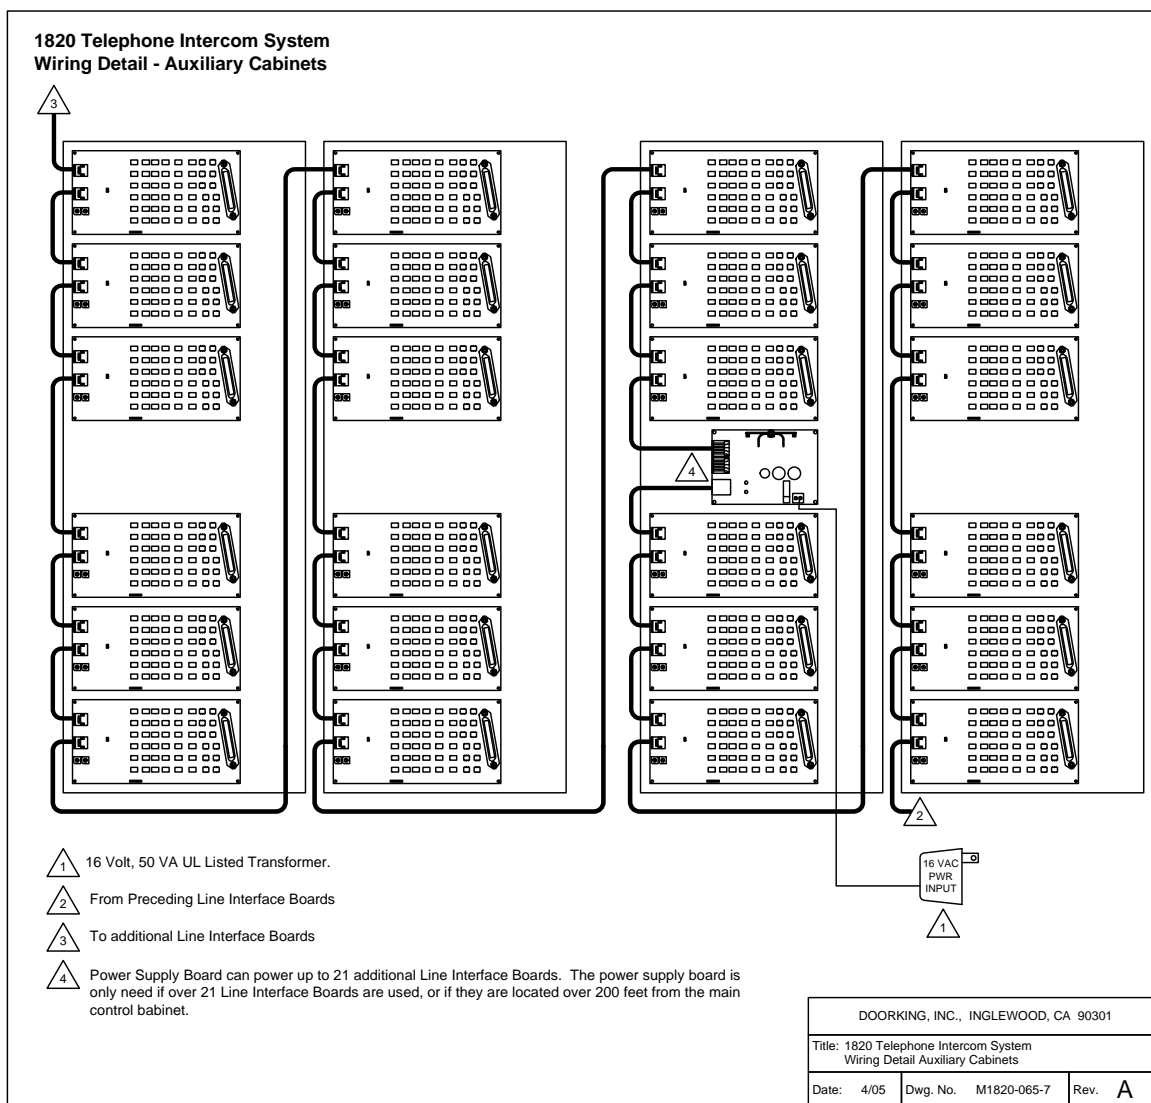 1820 Telephone Intercom System
Wiring Detail - Auxiliary Cabinets
3
4
2
16 VAC
PWR
INPUT
1
1 16 Volt, 50 VA UL Listed Transformer.
2 From Preceding Line Interface Boards
3 To additional Line Interface Boards
4 Power Supply Board can power up to 21 additional Line Interface Boards. The power supply board is
only need if over 21 Line Interface Boards are used, or if they are located over 200 feet from the main
control babinet.
DOORKING, INC., INGLEWOOD, CA 90301
Title: 1820 Telephone Intercom System
Wiring Detail Auxiliary Cabinets
Date: 4/05 Dwg. No. M1820-065-7 Rev. A